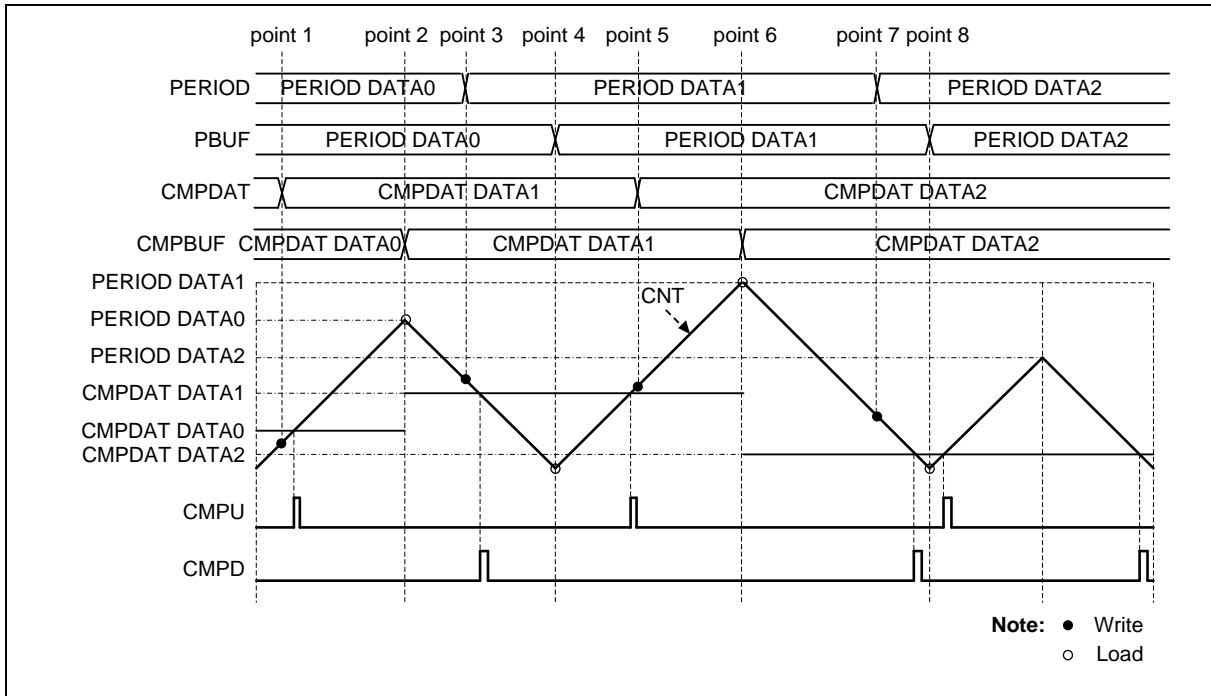 point 1 point 2 point 3 point 4 point 5 point 6 point 7 point 8
PERIOD PERIOD DATA0 PERIOD DATA1 PERIOD DATA2
PBUF PERIOD DATA0 PERIOD DATA1 PERIOD DATA2
CMPDAT CMPDAT DATA1 CMPDAT DATA2
CMPBUF CMPDAT DATA0 CMPDAT DATA1 CMPDAT DATA2
PERIOD DATA1
CNT
PERIOD DATA0
PERIOD DATA2
CMPDAT DATA1
CMPDAT DATA0
CMPDAT DATA2
CMPU
CMPD
Note: Write
Load